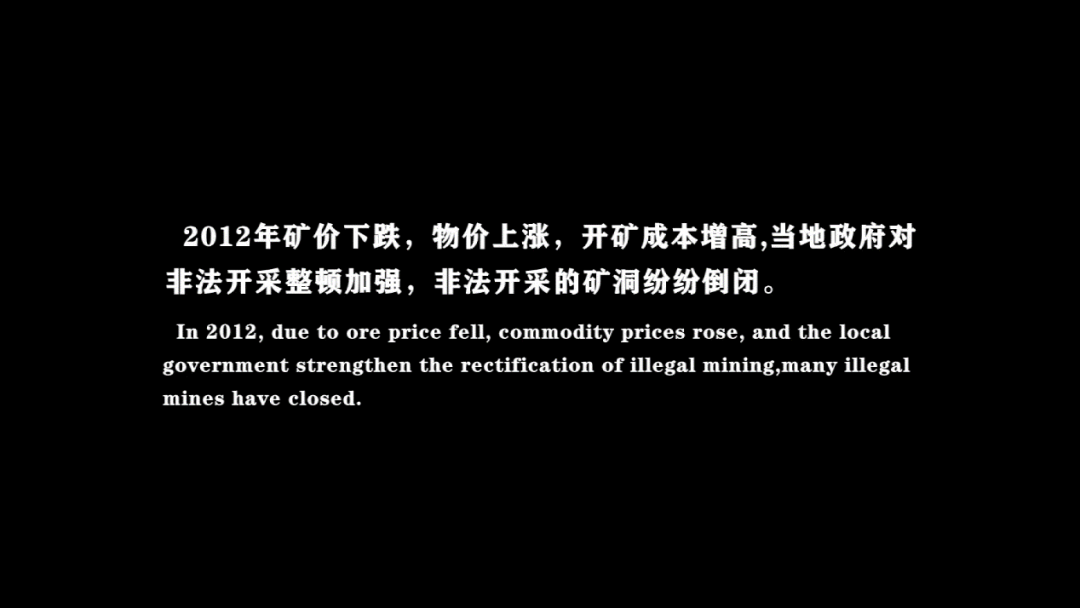 2012年矿价下跌，物价上涨，开矿成本增高,当地政府对
非法开采整顿加强，非法开采的矿洞纷纷倒闭。
In 2012, due to ore price fell, commodity prices rose, and the local
government strengthen the rectification of illegal mining,many illegal
mines have closed.